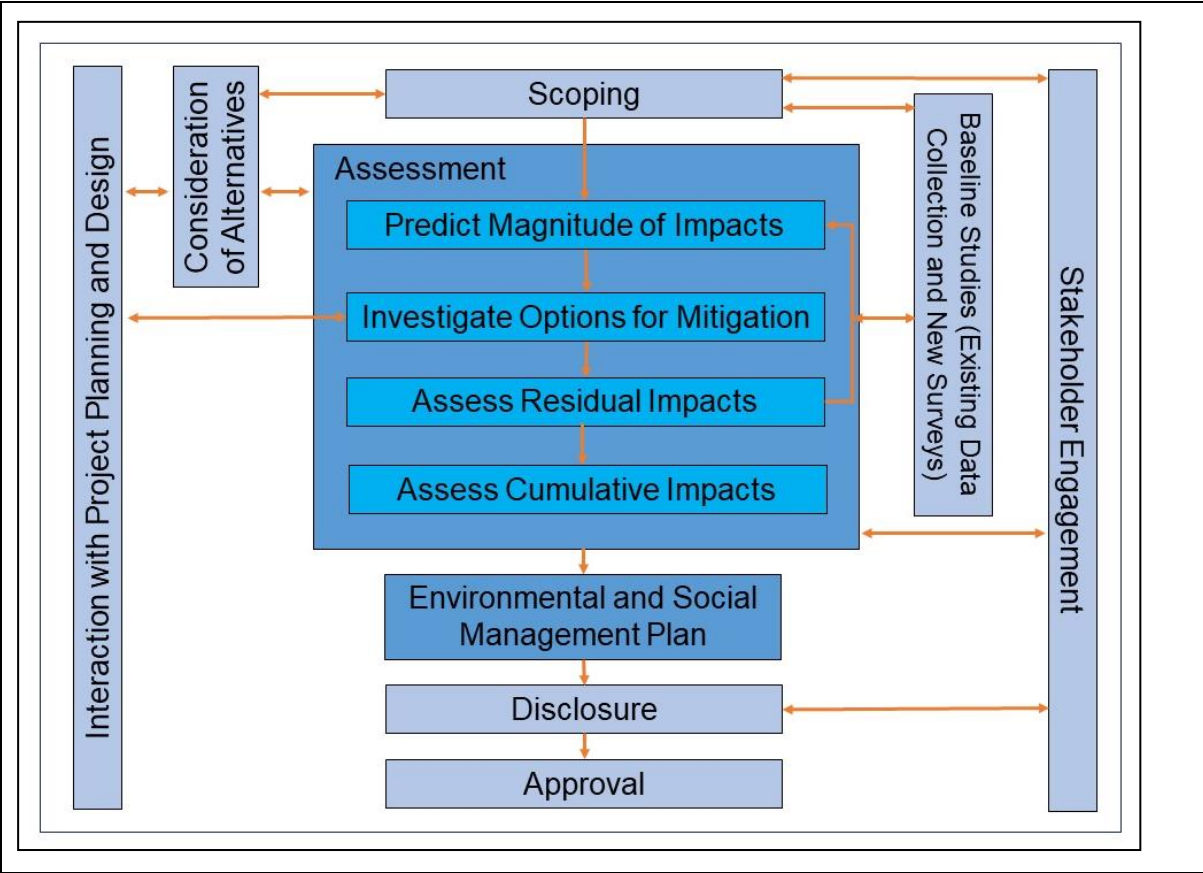 Interaction with Project Planning and Design
Consideration
of Alternatives
Scoping
Assessment
Predict Magnitude of Impacts
Investigate Options for Mitigation
Assess Residual Impacts
Assess Cumulative Impacts
Environmental and Social
Management Plan
Disclosure
Approval
Baseline Studies (Existing Data
Collection and New Surveys)
Stakeholder Engagement